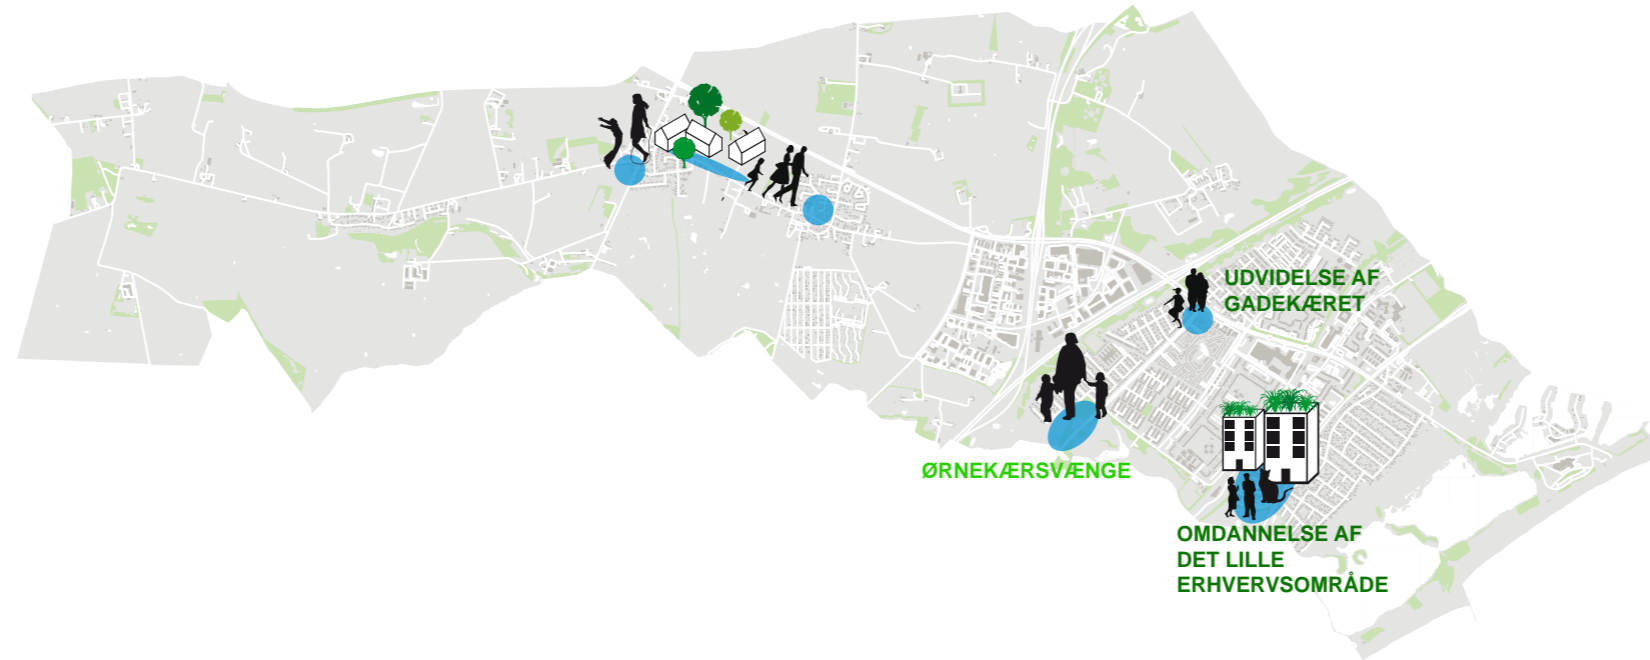 UDVIDELSE AF
GADEKÆRET
ØRNEKÆRSVÆNGE
OMDANNELSE AF
DET LILLE
ERHVERVSOMRÅDE